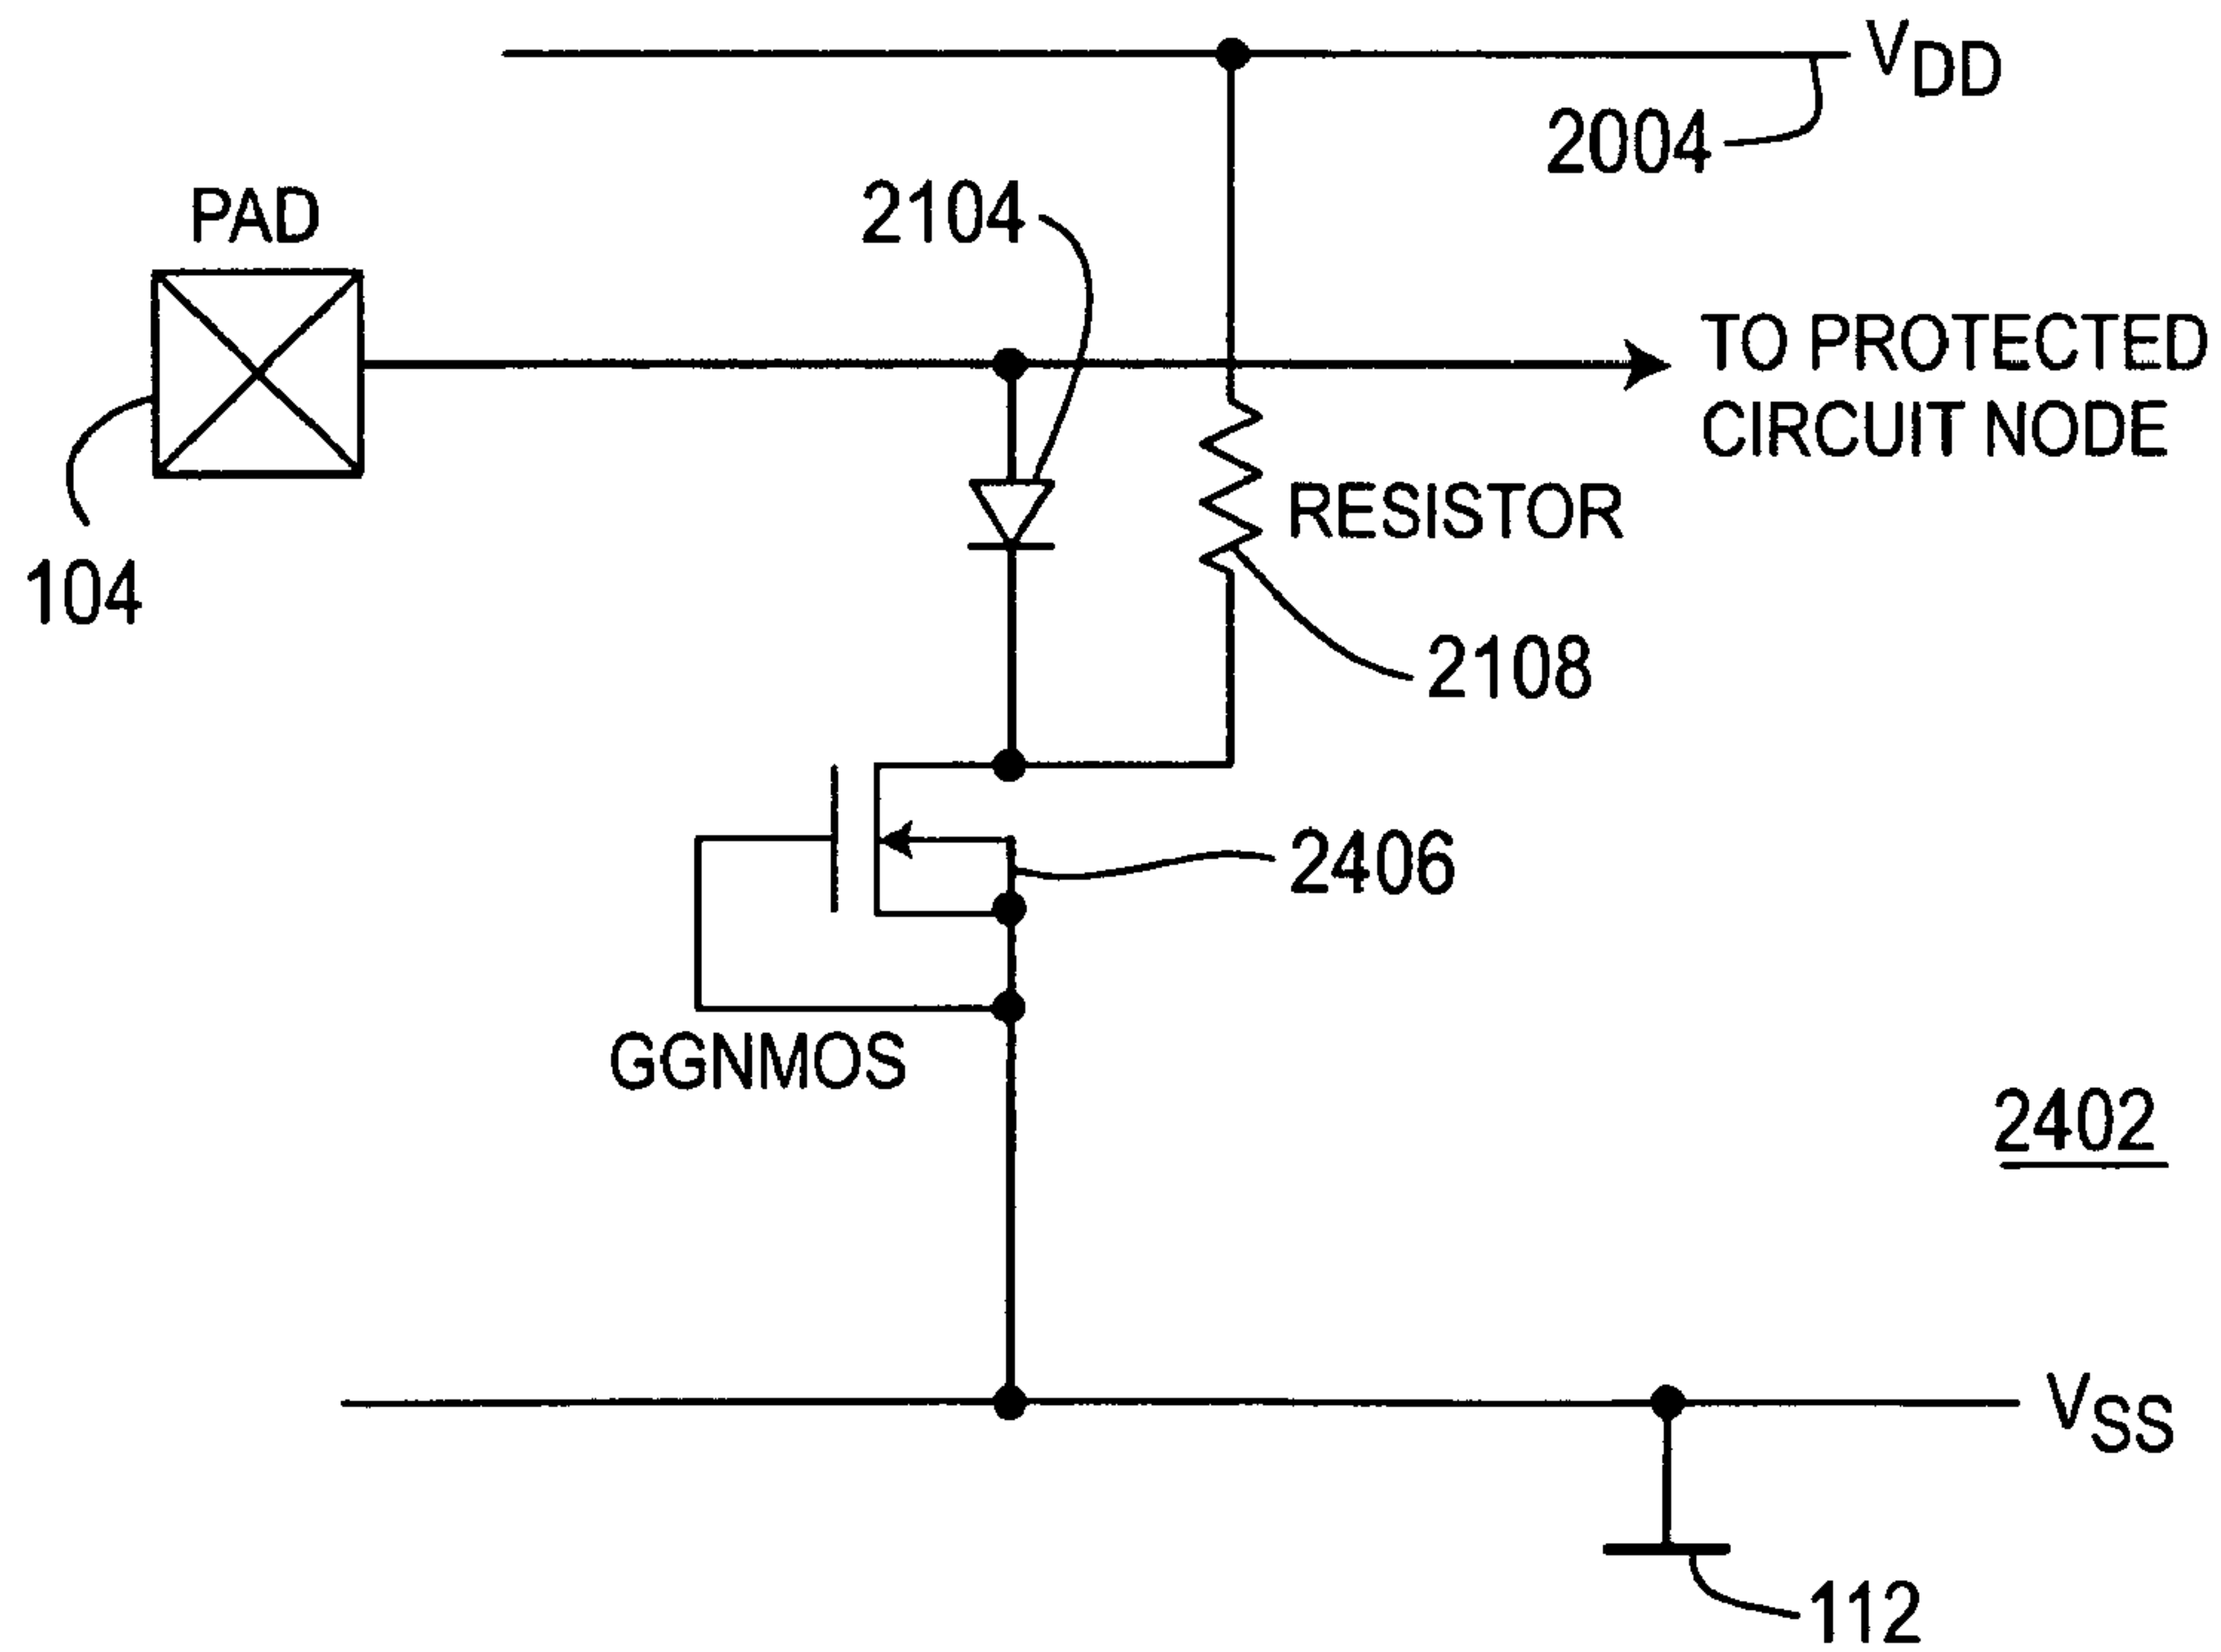 VDD
2004
2104
PAD
TO PROTECTED
CIRCUIT NODE
RESISTOR
104
2108
2406
GGNMOS
2402
VSS
112